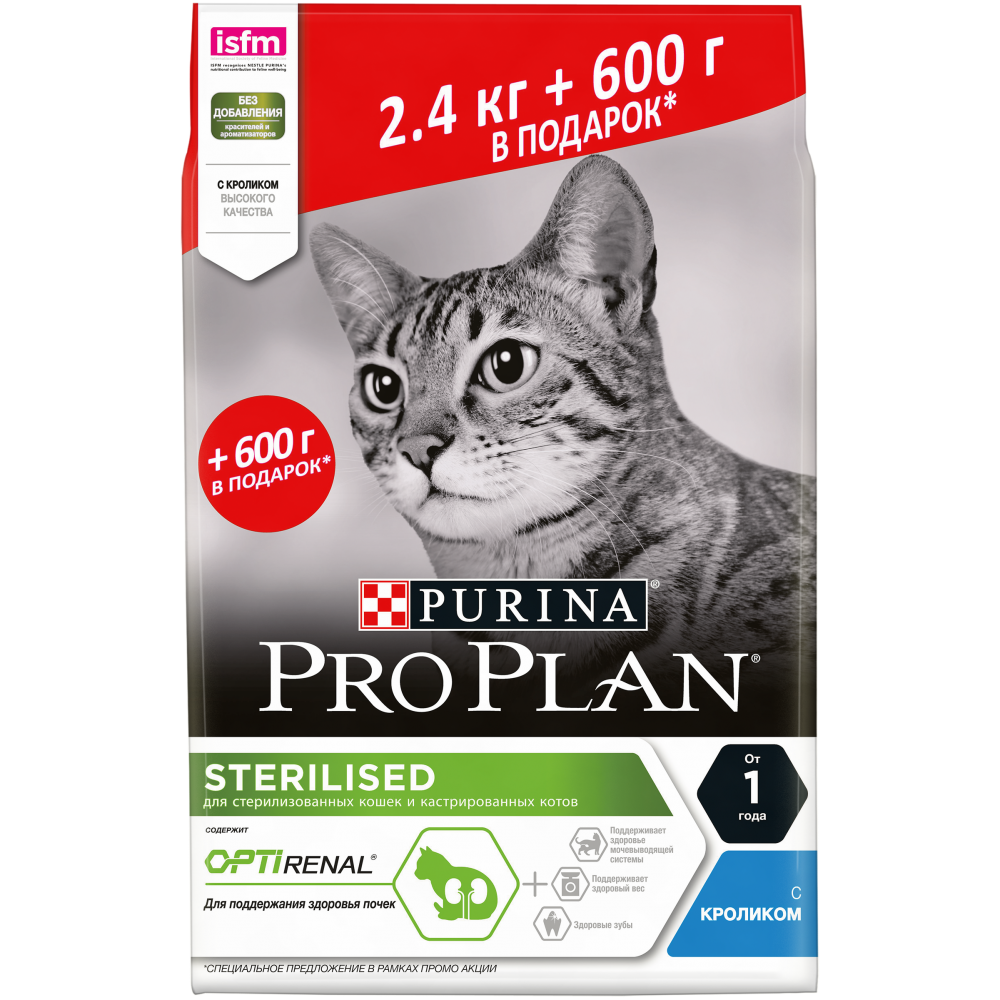 isfm
ISFM recognises NESTLÉ PURINA's
nutritional contribution to feline well-being
БЕЗ
ДОБАВЛЕНИЯ
красителей и
ароматизаторов
С КРОЛИКОМ
ВЫСОКОГО
КАЧЕСТВА
2.4 кг + 600 г
В ПОДАРОК*
+ 600 г
В ПОДАРОК*
PURINA®
PROPLAN®
STERILISED
для стерилизованных кошек и кастрированных котов
От
1
года
СОДЕРЖИТ
OPTIRENAL®
Для поддержания здоровья почек
+
Поддерживает
здоровье
мочевыводящей
системы
Поддерживает
здоровый вес
Здоровые зубы
С
КРОЛИКОМ
*СПЕЦИАЛЬНОЕ ПРЕДЛОЖЕНИЕ В РАМКАХ ПРОМО АКЦИИ